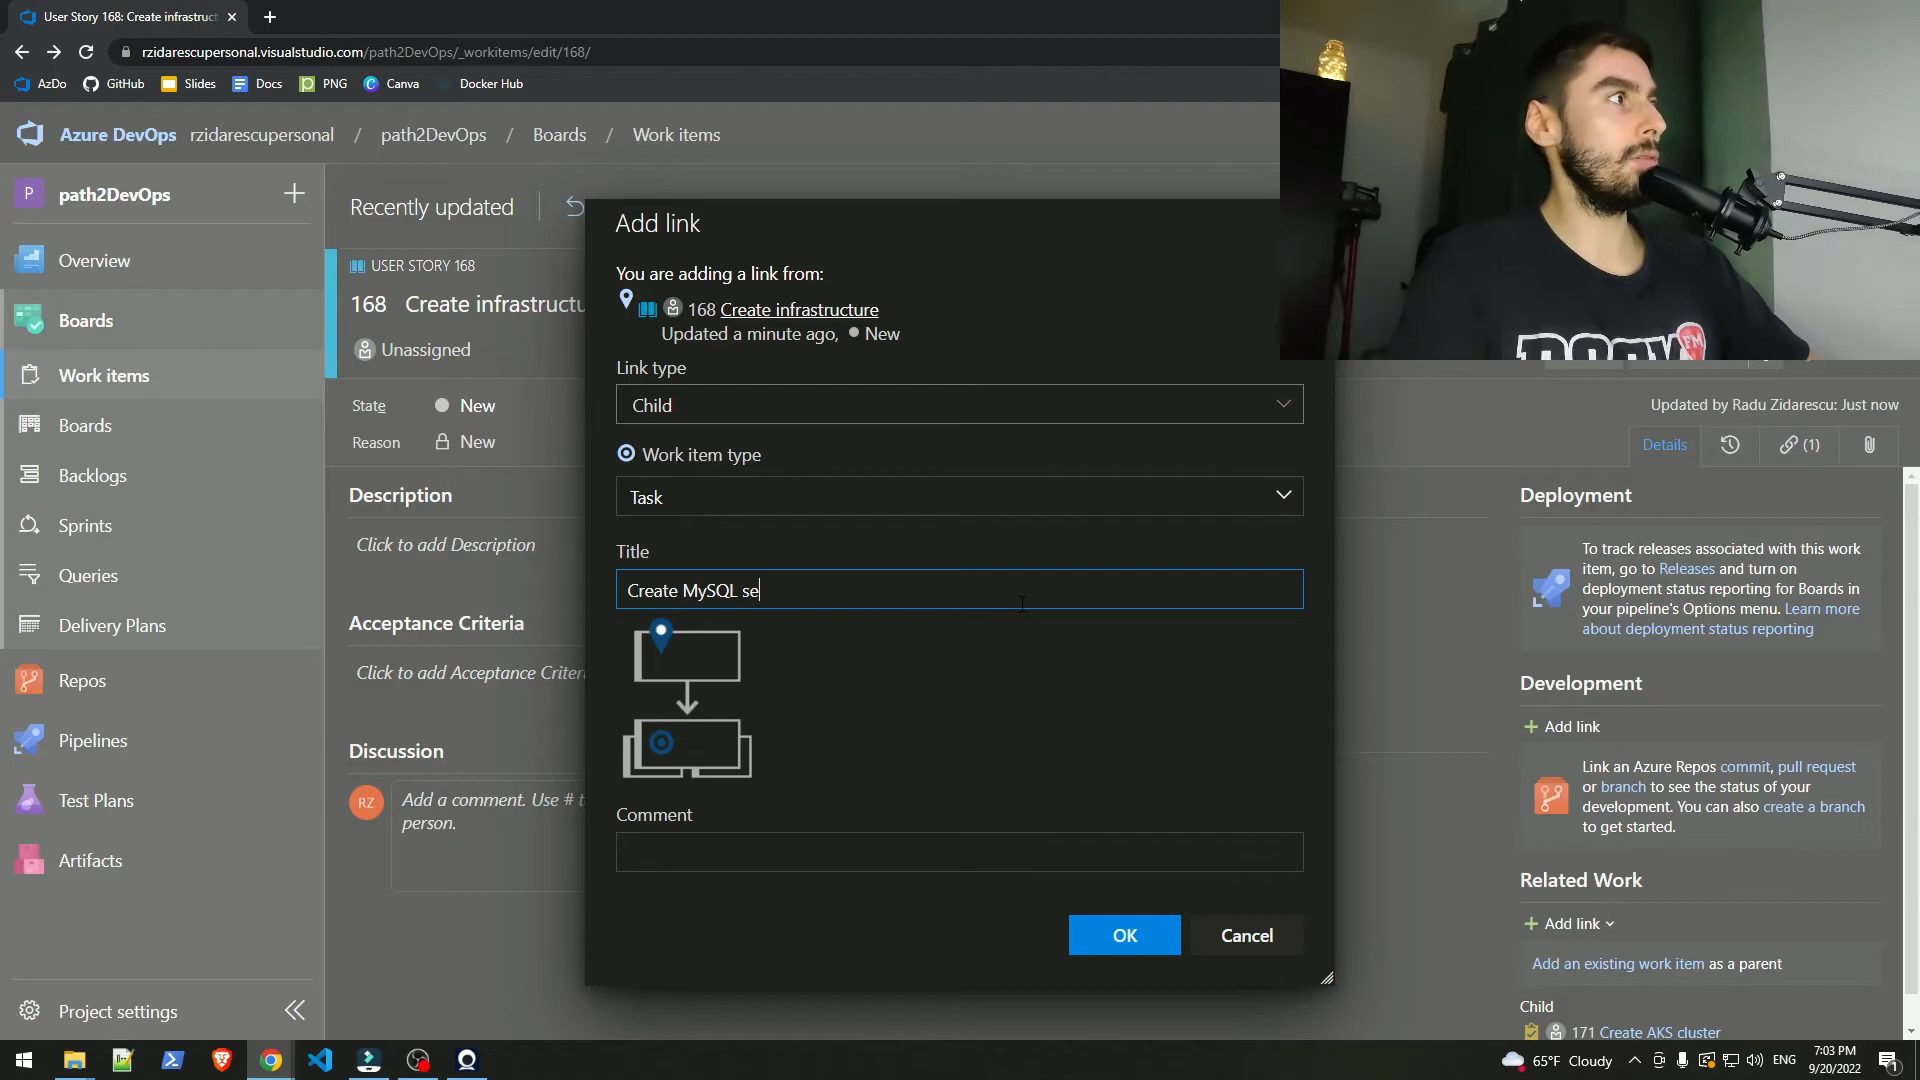 User Story 168: Create infrastruct
rzidarescupersonal.visualstudio.com/path2DevOps/_workitems/edit/168/
AzDo GitHub Slides Docs PNG Canva Docker Hub
Azure DevOps rzidarescupersonal / path2DevOps / Boards / Work items
P path2DevOps
Overview
Boards
Work items
Boards
Backlogs
Sprints
Queries
Delivery Plans
Repos
Pipelines
Test Plans
Artifacts
Project settings
Recently updated
USER STORY 168
168 Create infrastructu
Unassigned
State New
Reason New
Description
Click to add Description
Acceptance Criteria
Click to add Acceptance Criter
Discussion
RZ
Add a comment. Use # t
person.
Add link
You are adding a link from:
168 Create infrastructure
Updated a minute ago, New
Link type
Child
Work item type
Task
Title
Create MySQL se
Comment
OK Cancel
FM
Updated by Radu Zidarescu: Just now
Details (1)
Deployment
To track releases associated with this work
item, go to Releases and turn on
deployment status reporting for Boards in
your pipeline's Options menu. Learn more
about deployment status reporting
Development
+ Add link
Link an Azure Repos commit, pull request
or branch to see the status of your
development. You can also create a branch
to get started.
Related Work
+ Add link
Add an existing work item as a parent
Child
171 Create AKS cluster
65°F Cloudy ENG
7:03 PM
9/20/2022
1